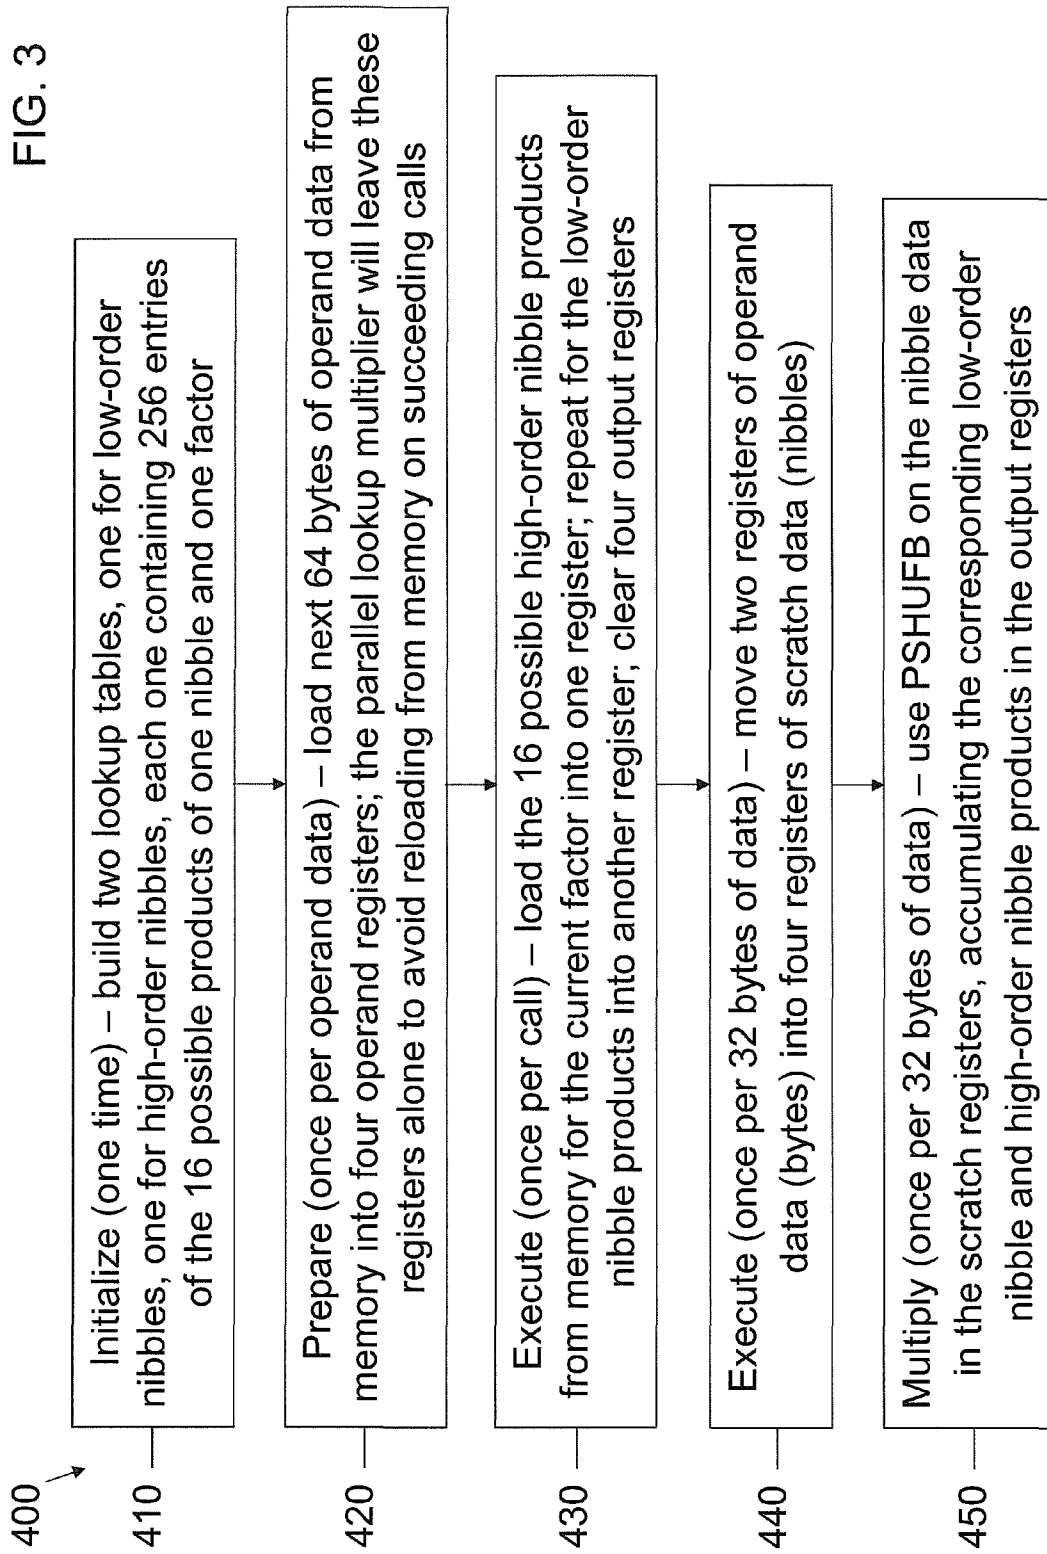 FIG. 3
400
410
Initialize (one time) – build two lookup tables, one for low-order
nibbles, one for high-order nibbles, each one containing 256 entries
of the 16 possible products of one nibble and one factor
420
Prepare (once per operand data) – load next 64 bytes of operand data from
memory into four operand registers; the parallel lookup multiplier will leave these
registers alone to avoid reloading from memory on succeeding calls
430
Execute (once per call) – load the 16 possible high-order nibble products
from memory for the current factor into one register; repeat for the low-order
nibble products into another register; clear four output registers
440
Execute (once per 32 bytes of data) – move two registers of operand
data (bytes) into four registers of scratch data (nibbles)
450
Multiply (once per 32 bytes of data) – use PSHUFB on the nibble data
in the scratch registers, accumulating the corresponding low-order
nibble and high-order nibble products in the output registers